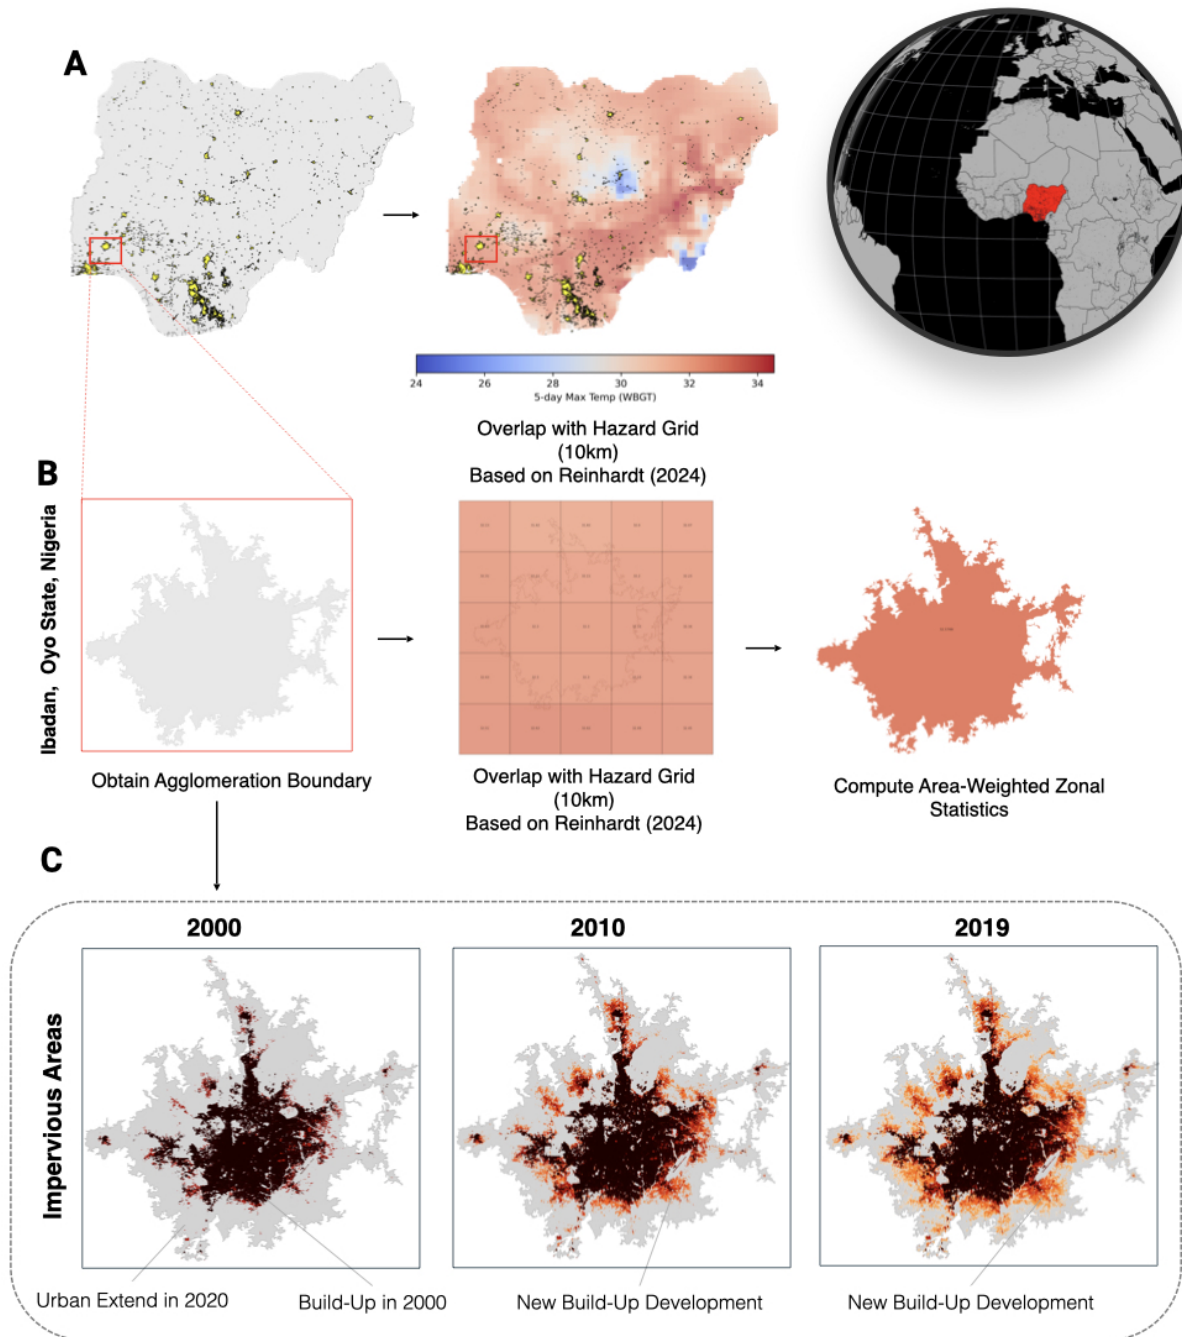 A
24 26 28 30 32 34
5-day Max Temp (WBGT)
Overlap with Hazard Grid
(10km)
Based on Reinhardt (2024)
B
Ibadan, Oyo State, Nigeria
Obtain Agglomeration Boundary
Overlap with Hazard Grid
(10km)
Based on Reinhardt (2024)
Compute Area-Weighted Zonal
Statistics
C
2000
2010
2019
Impervious Areas
Urban Extend in 2020
Build-Up in 2000
New Build-Up Development
New Build-Up Development